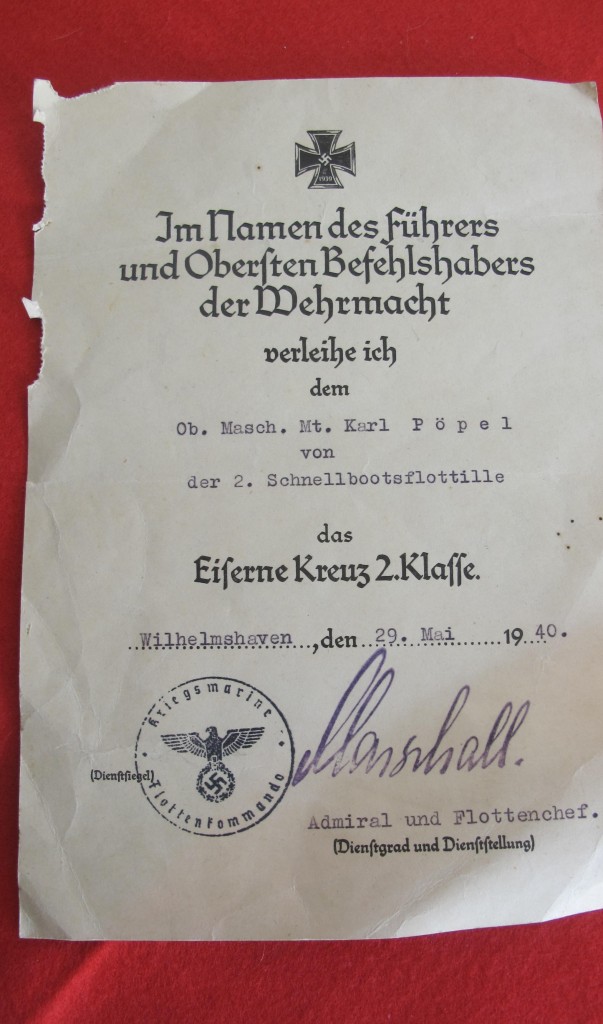 1939
Im Namen des Führers
und Obersten Befehlshabers
der Wehrmacht
verleihe ich
dem
Ob. Masch. Mt. Karl P ö p e l
von
der 2. Schnellbootsflottille
das
Eiserne Kreuz 2.Klasse.
Wilhelmshaven, den 29. Mai 1940.
Kriegsmarine
Flottenkommando
(Dienstsiegel)
Marschall.
Admiral und Flottenchef.
(Dienstgrad und Dienststellung)